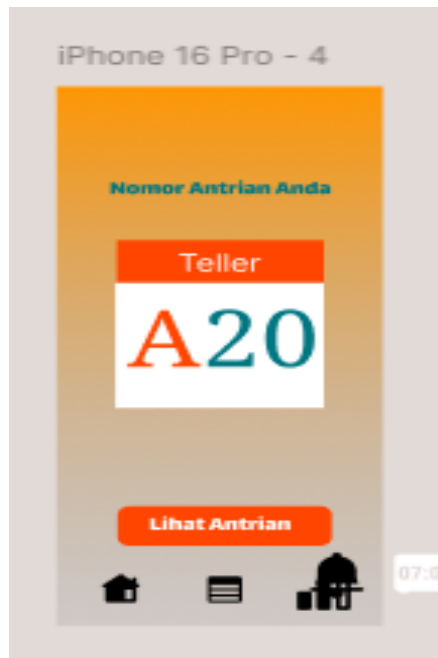 iPhone 16 Pro - 4
Nomor Antrian Anda
Teller
A20
Lihat Antrian